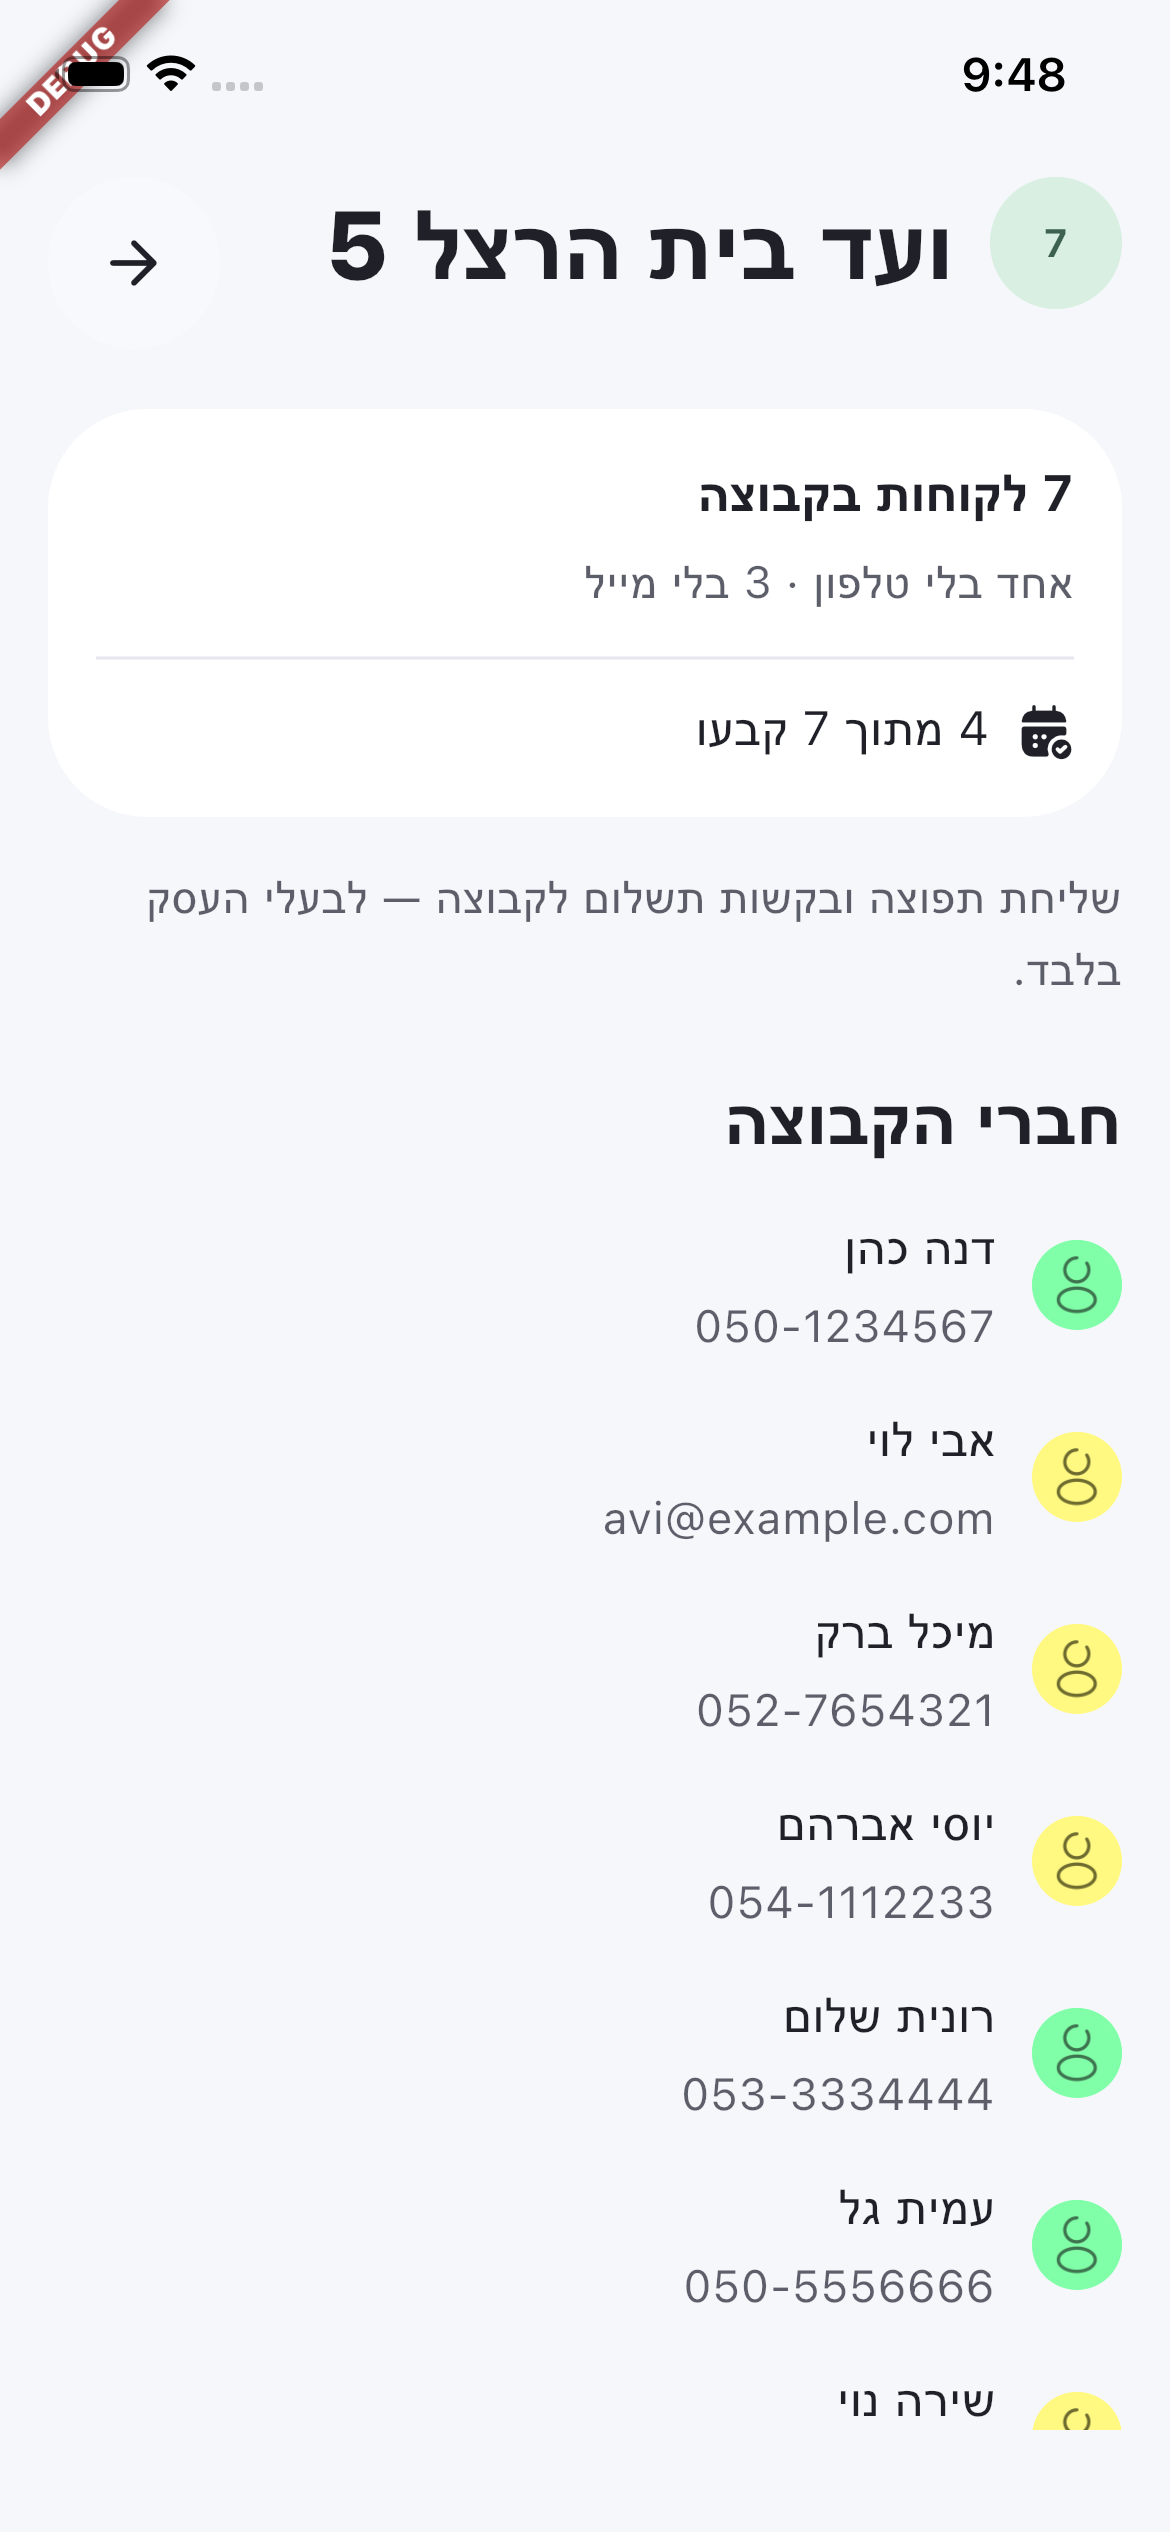 9:48
DEBUG
7
ועד בית הרצל 5
7 לקוחות בקבוצה
אחד בלי טלפון · 3 בלי מייל
4 מתוך 7 קבעו
שליחת תפוצה ובקשות תשלום לקבוצה — לבעלי העסק
בלבד.
חברי הקבוצה
דנה כהן
050-1234567
אבי לוי
avi@example.com
מיכל ברק
052-7654321
יוסי אברהם
054-1112233
רונית שלום
053-3334444
עמית גל
050-5556666
שירה נוי